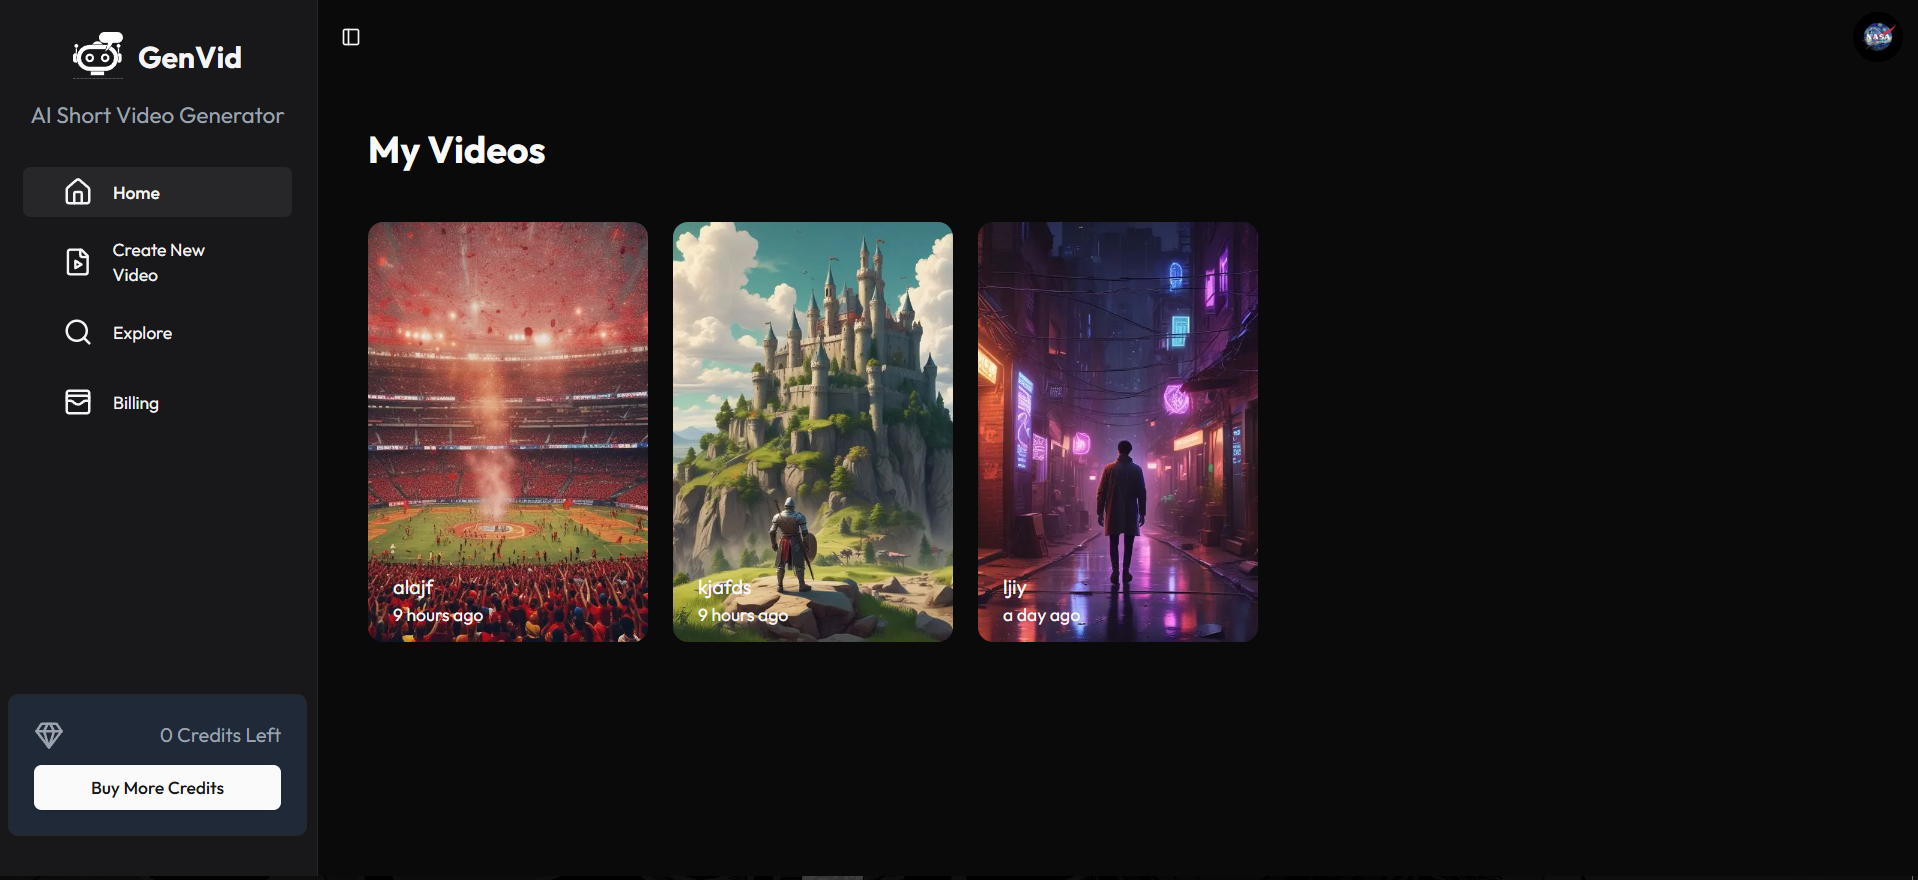 GenVid
AI Short Video Generator
Home
Create New
Video
Explore
Billing
0 Credits Left
Buy More Credits
NASA
My Videos
alajf
9 hours ago
kjafds
9 hours ago
ljiy
a day ago